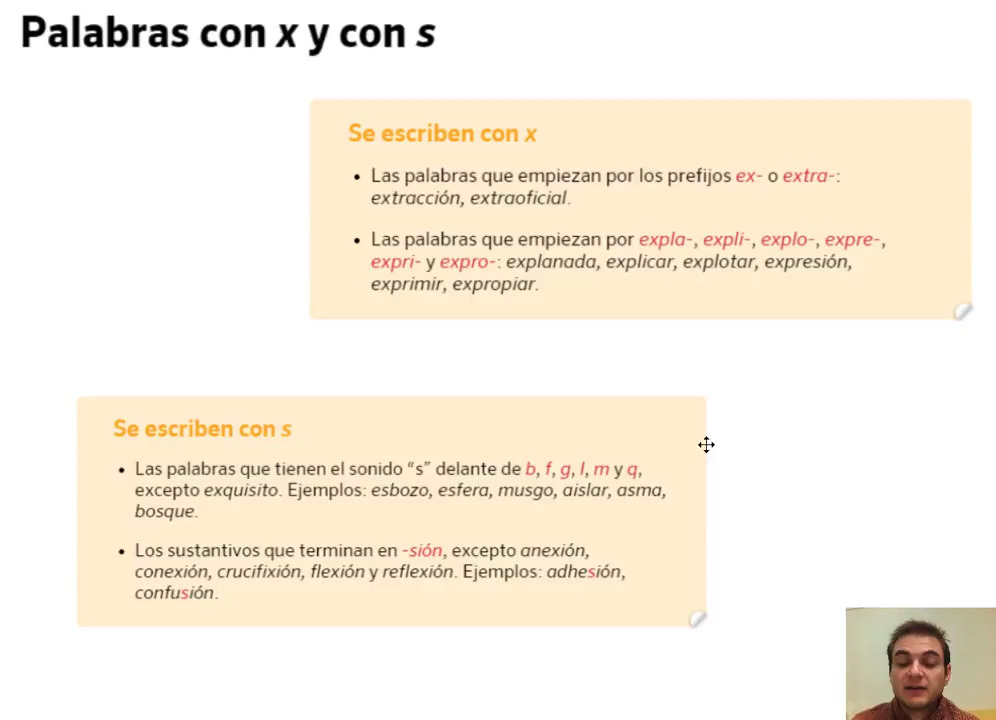 Palabras con x y con s
Se escriben con x
• Las palabras que empiezan por los prefijos ex- o extra-:
extracción, extraoficial.
• Las palabras que empiezan por expla-, expli-, explo-, expre-,
expri- y expro-: explanada, explicar, explotar, expresión,
exprimir, expropiar.
Se escriben con s
• Las palabras que tienen el sonido “s” delante de b, f, g, l, m y q,
excepto exquisito. Ejemplos: esbozo, esfera, musgo, aislar, asma,
bosque.
• Los sustantivos que terminan en -sión, excepto anexión,
conexión, crucifixión, flexión y reflexión. Ejemplos: adhesión,
confusión.